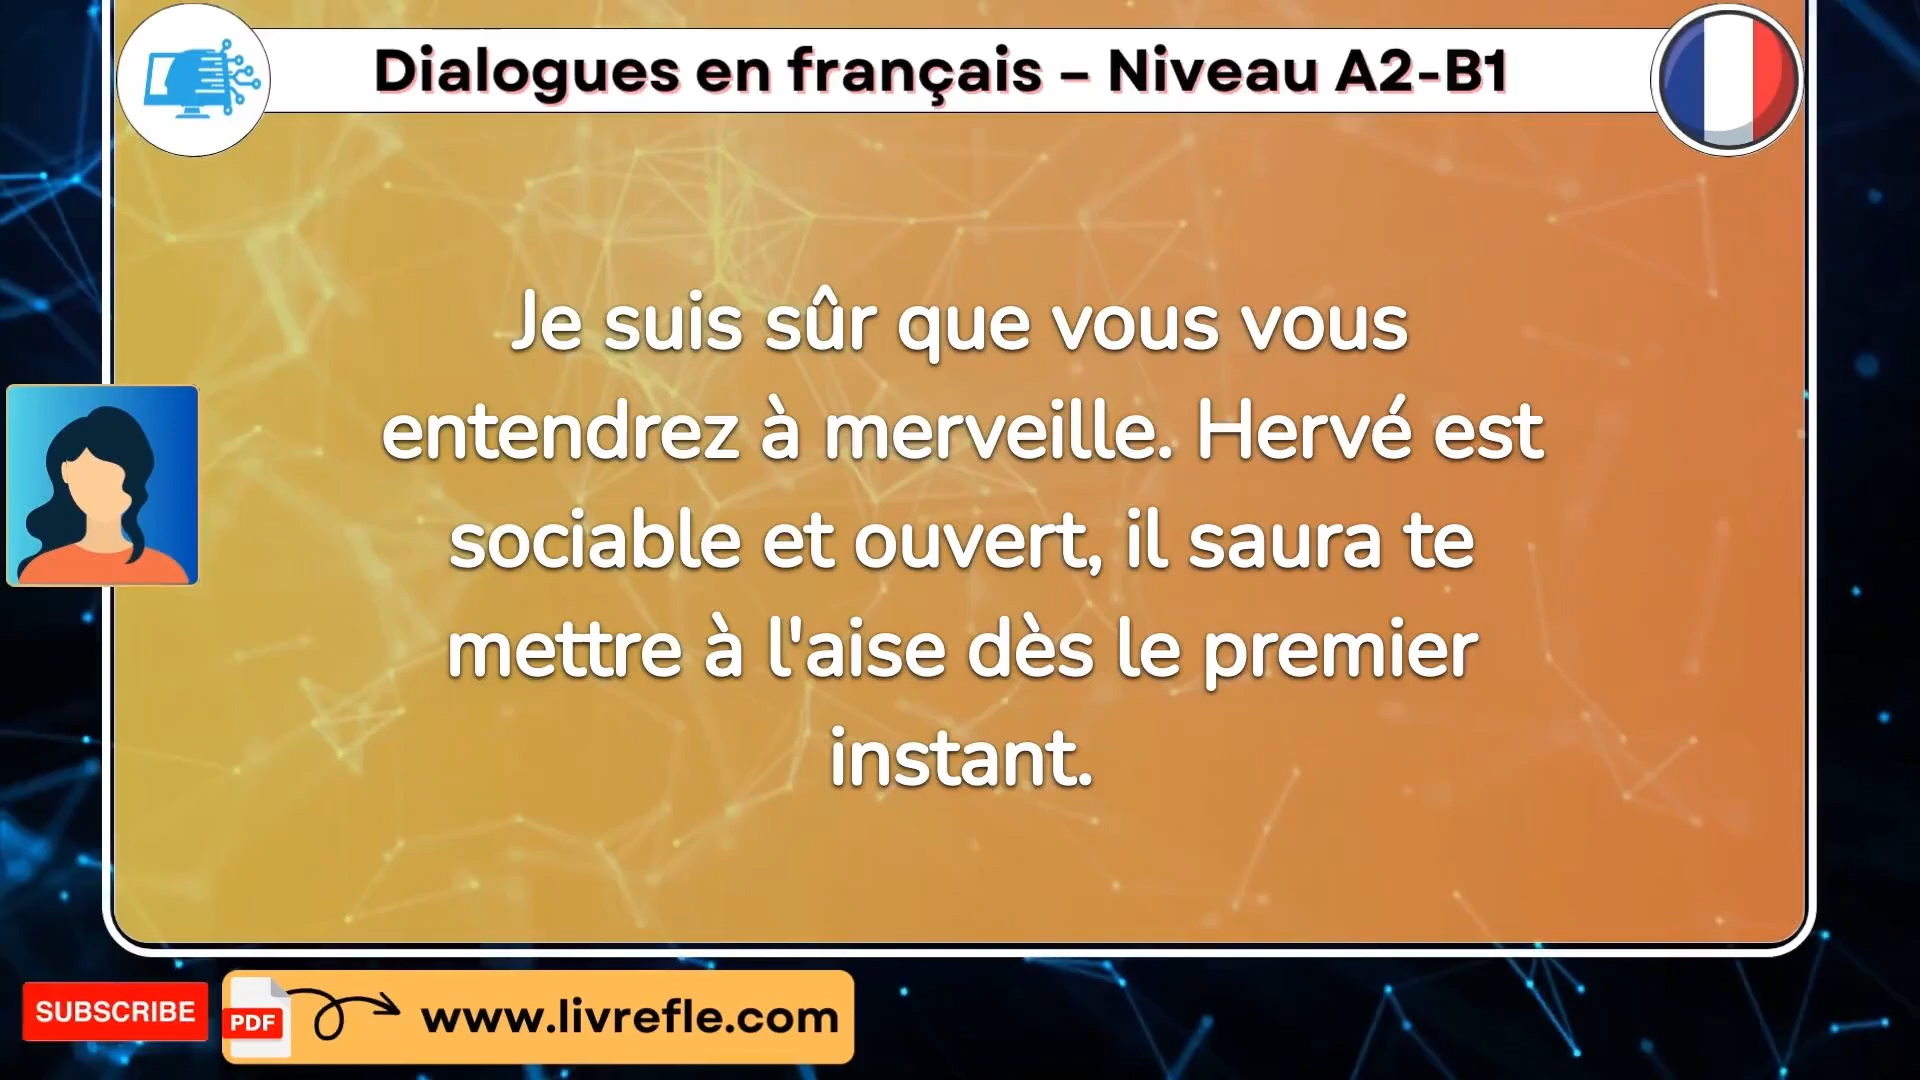 Dialogues en français – Niveau A2-B1
Je suis sûr que vous vous
entendrez à merveille. Hervé est
sociable et ouvert, il saura te
mettre à l'aise dès le premier
instant.
SUBSCRIBE
PDF
www.livrefle.com